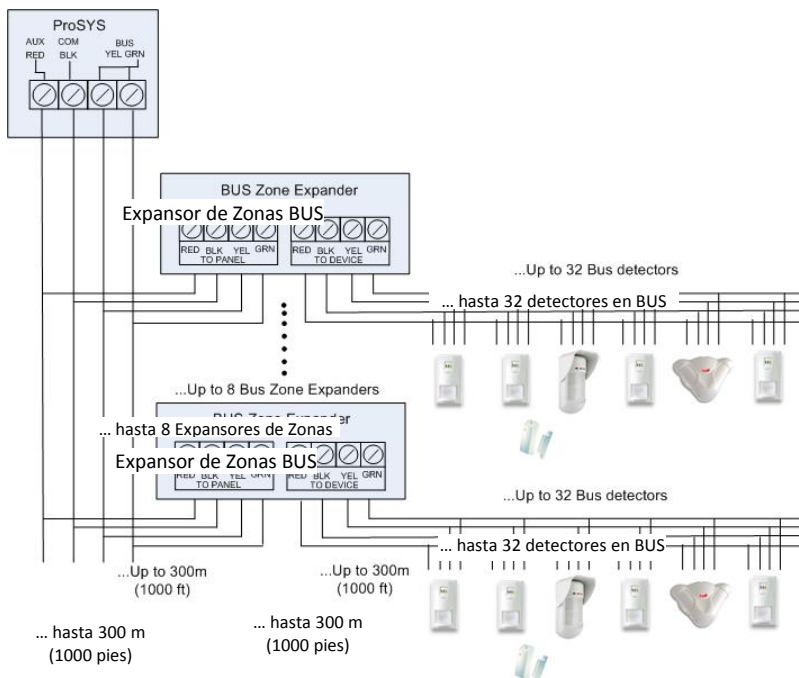 ProSYS
AUX COM BUS
RED BLK YEL GRN
BUS Zone Expander
Expansor de Zonas BUS
RED BLK YEL GRN RED BLK YEL GRN
TO PANEL TO DEVICE
...Up to 32 Bus detectors
... hasta 32 detectores en BUS
...Up to 8 Bus Zone Expanders
BUS Zone Expander
... hasta 8 Expansores de Zonas
Expansor de Zonas BUS
RED BLK YEL GRN RED BLK YEL GRN
TO PANEL TO DEVICE
...Up to 32 Bus detectors
... hasta 32 detectores en BUS
...Up to 300m
(1000 ft)
...Up to 300m
(1000 ft)
... hasta 300 m
(1000 pies)
... hasta 300 m
(1000 pies)